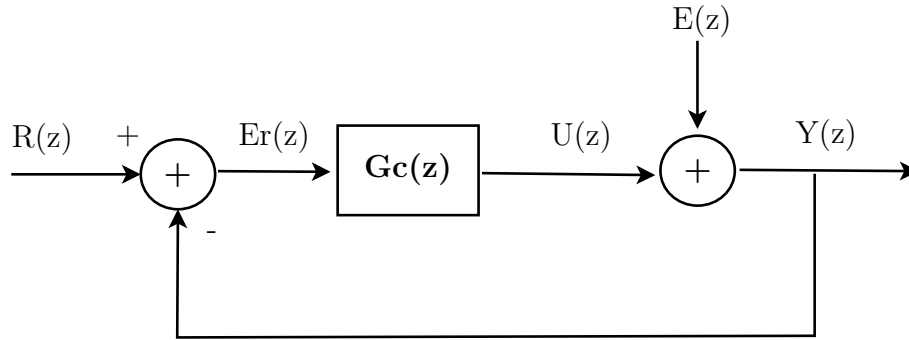 E(z)
R(z)
+
Er(z)
Gc(z)
U(z)
Y(z)
+
+
-